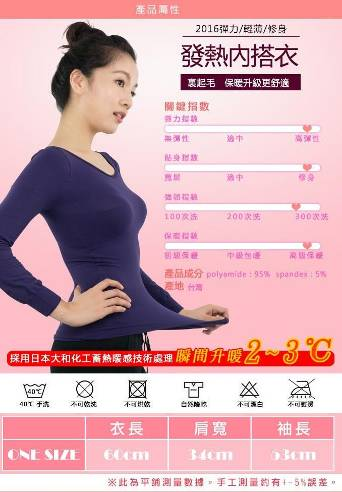 產品屬性
2016彈力/輕薄/修身
發熱內搭衣
裏起毛 保暖升級更舒適
關鍵指數
彈力指數
無彈性 適中 高彈性
貼身指數
寬鬆 適中 修身
機洗指數
100次洗 200次洗 300次洗
保暖指數
初級保暖 中級包暖 高級保暖
產品成分 polyamide:95% spandex:5%
產地 台灣
採用日本大和化工蓄熱暖感技術處理 瞬間升暖2~3℃
40℃
40℃ 手洗 不可乾洗 不可烘乾 自然晾乾 不可漂白 不可熨燙
衣長 肩寬 袖長
ONE SIZE 60cm 34cm 53cm
※此為平鋪測量數據。手工測量約有+-5%誤差。